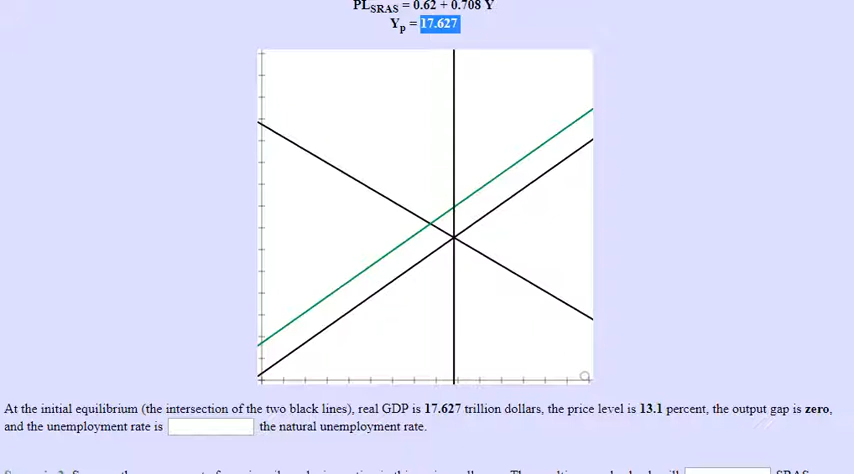 PLSRAS = 0.62 + 0.708 Y
Yp = 17.627
At the initial equilibrium (the intersection of the two black lines), real GDP is 17.627 trillion dollars, the price level is 13.1 percent, the output gap is zero,
and the unemployment rate is the natural unemployment rate.